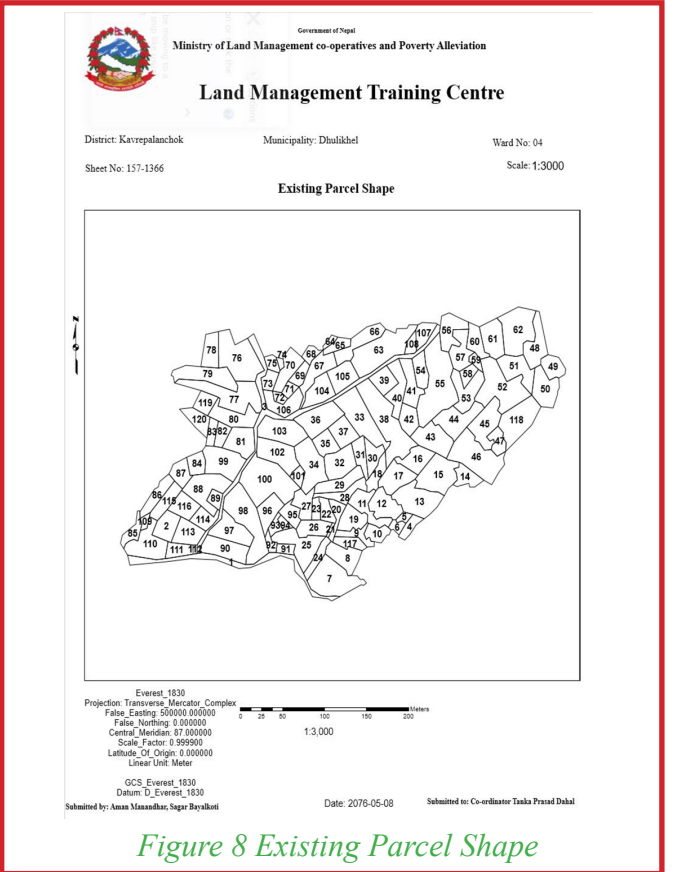 Government of Nepal
Ministry of Land Management co-operatives and Poverty Alleviation
Land Management Training Centre
District: Kavrepalanchok Municipality: Dhulikhel Ward No: 04
Sheet No: 157-1366 Scale: 1:3000
Existing Parcel Shape
N
66 107 56 62
64 65 63 108 60 61 48
78 76 74 68 57 59 51 49
75 70 67 54 58
79 73 69 105 39 55 52 50
71 104 41
72 40 53
119 77 3 106
120 80 36 33 38 42 44 45 118
83 82 103 37 43 47
81 35
102 31 30 16 46
87 84 99 34 32 18 17 15 14
100 101 29
86 88 89 28 11 12 13
115 116 98 96 27 23 22 20
109 2 114 95 19 5
85 113 97 93 94 26 21 9 10 6 4
110 111 112 90 92 91 25 117
1 24 8
7
Everest_1830
Projection: Transverse_Mercator_Complex
False_Easting: 500000.000000
False_Northing: 0.000000
Central_Meridian: 87.000000
Scale_Factor: 0.999900
Latitude_Of_Origin: 0.000000
Linear Unit: Meter
GCS_Everest_1830
Datum: D_Everest_1830
Meters
0 25 50 100 150 200
1:3,000
Submitted by: Aman Manandhar, Sagar Bayalkoti Date: 2076-05-08 Submitted to: Co-ordinator Tanka Prasad Dahal
Figure 8 Existing Parcel Shape